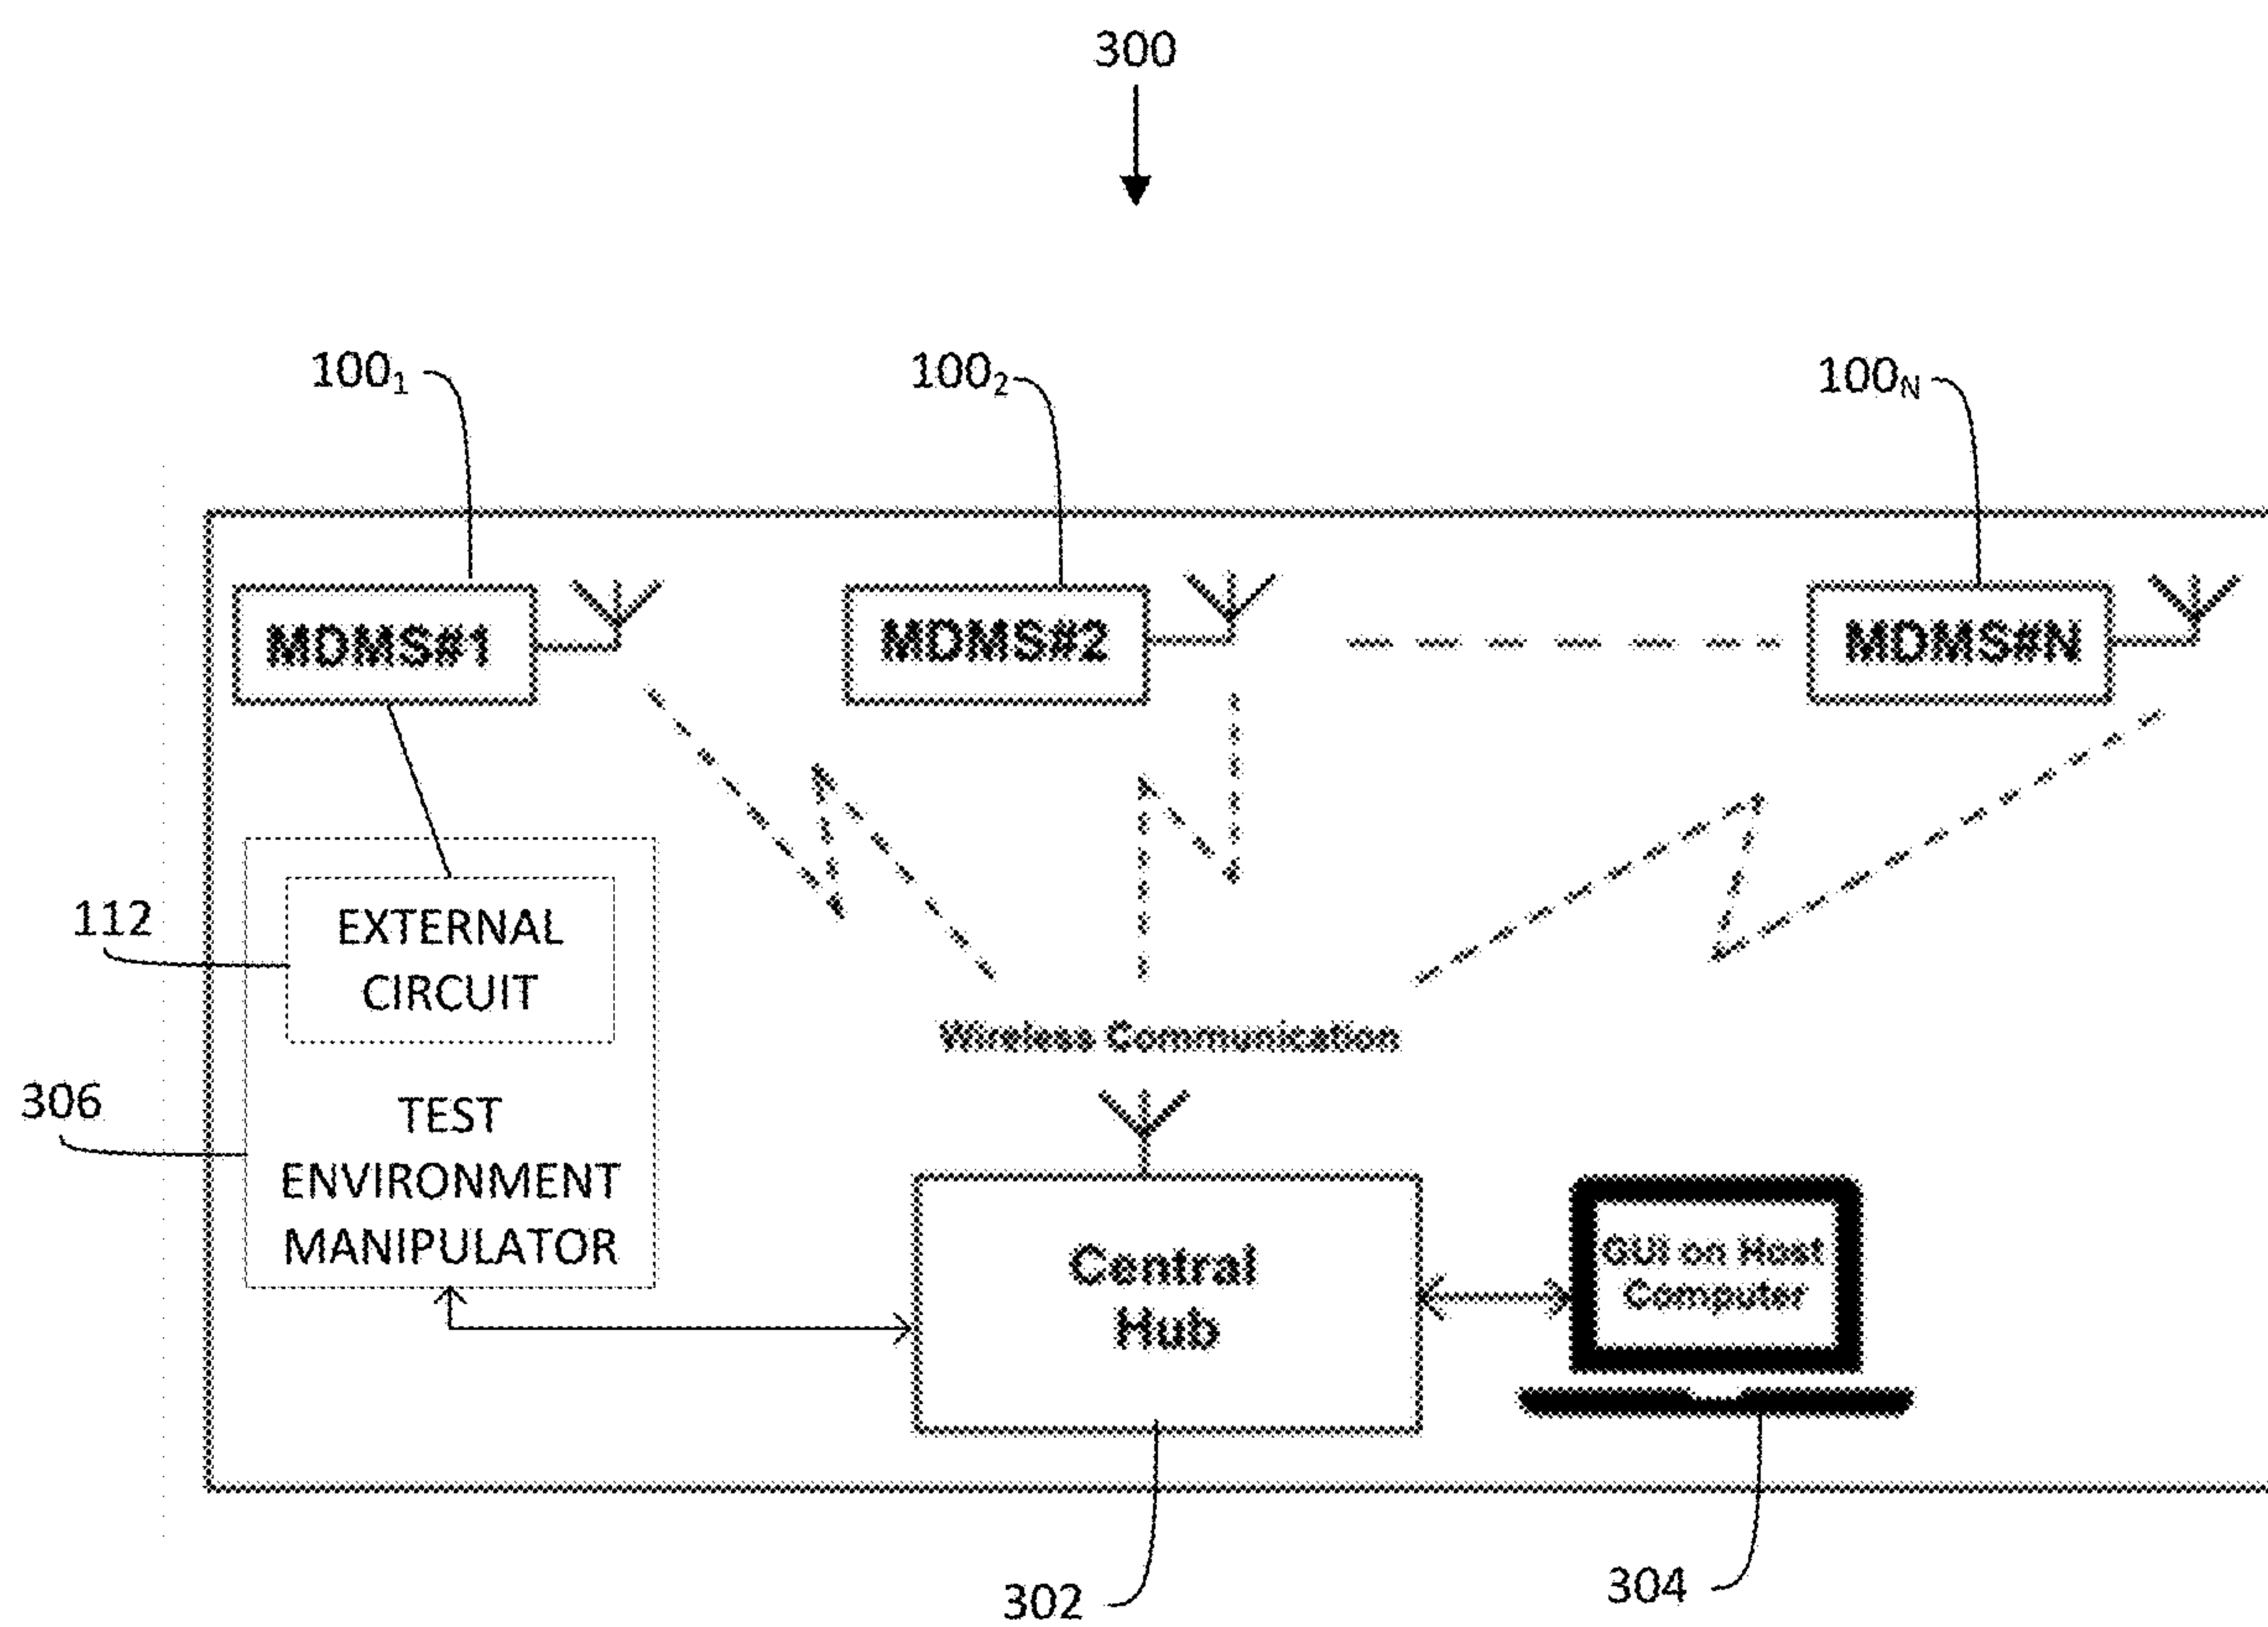 300
100₁
100₂
100N
MDMS#1
MDMS#2
MDMS#N
112
EXTERNAL
CIRCUIT
Wireless Communication
306
TEST
ENVIRONMENT
MANIPULATOR
Central
Hub
GUI on Host
Computer
302
304